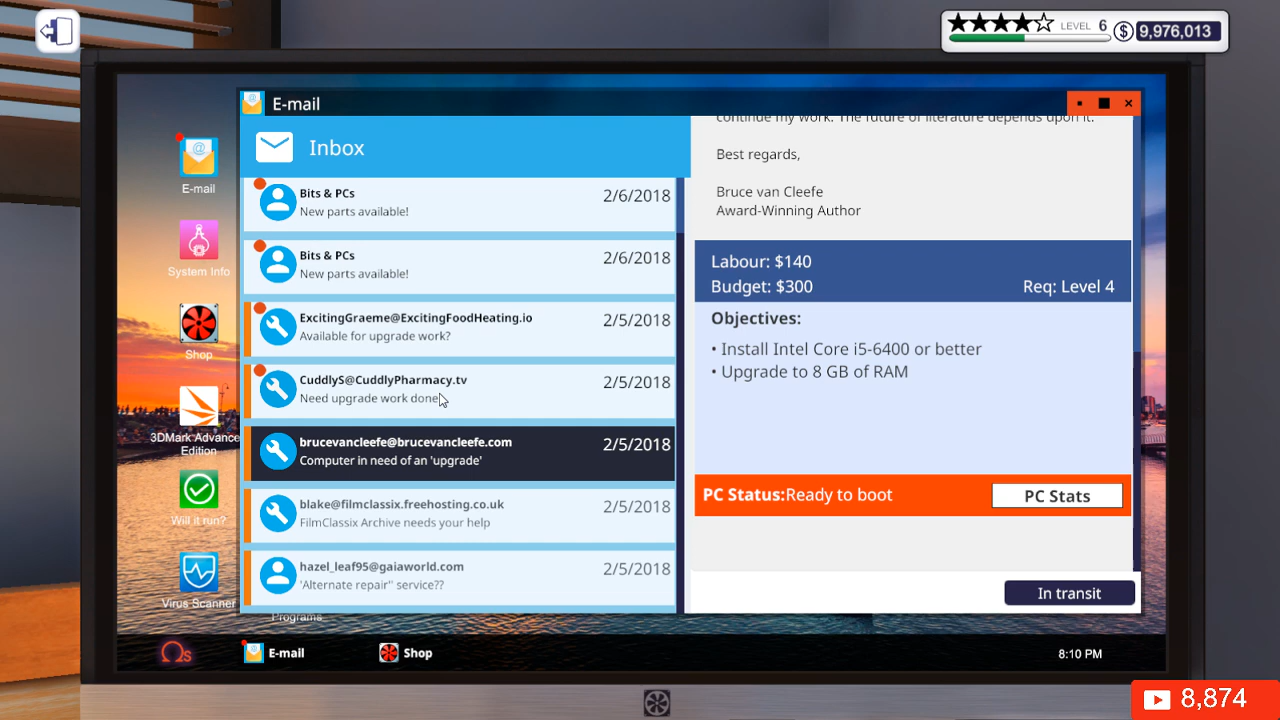 LEVEL 6
$ 9,976,013
E-mail
Inbox
E-mail
System Info
Shop
3DMark Advance
Edition
Will it run?
Virus Scanner
Bits & PCs
2/6/2018
New parts available!
Bits & PCs
2/6/2018
New parts available!
ExcitingGraeme@ExcitingFoodHeating.io
2/5/2018
Available for upgrade work?
CuddlyS@CuddlyPharmacy.tv
2/5/2018
Need upgrade work done
brucevancleefe@brucevancleefe.com
2/5/2018
Computer in need of an 'upgrade'
blake@filmclassix.freehosting.co.uk
2/5/2018
FilmClassix Archive needs your help
hazel_leaf95@gaiaworld.com
2/5/2018
'Alternate repair" service??
Programs
continue my work. The future of literature depends upon it.
Best regards,
Bruce van Cleefe
Award-Winning Author
Labour: $140
Budget: $300
Req: Level 4
Objectives:
• Install Intel Core i5-6400 or better
• Upgrade to 8 GB of RAM
PC Status:Ready to boot
PC Stats
In transit
Ωs
E-mail
Shop
8:10 PM
8,874